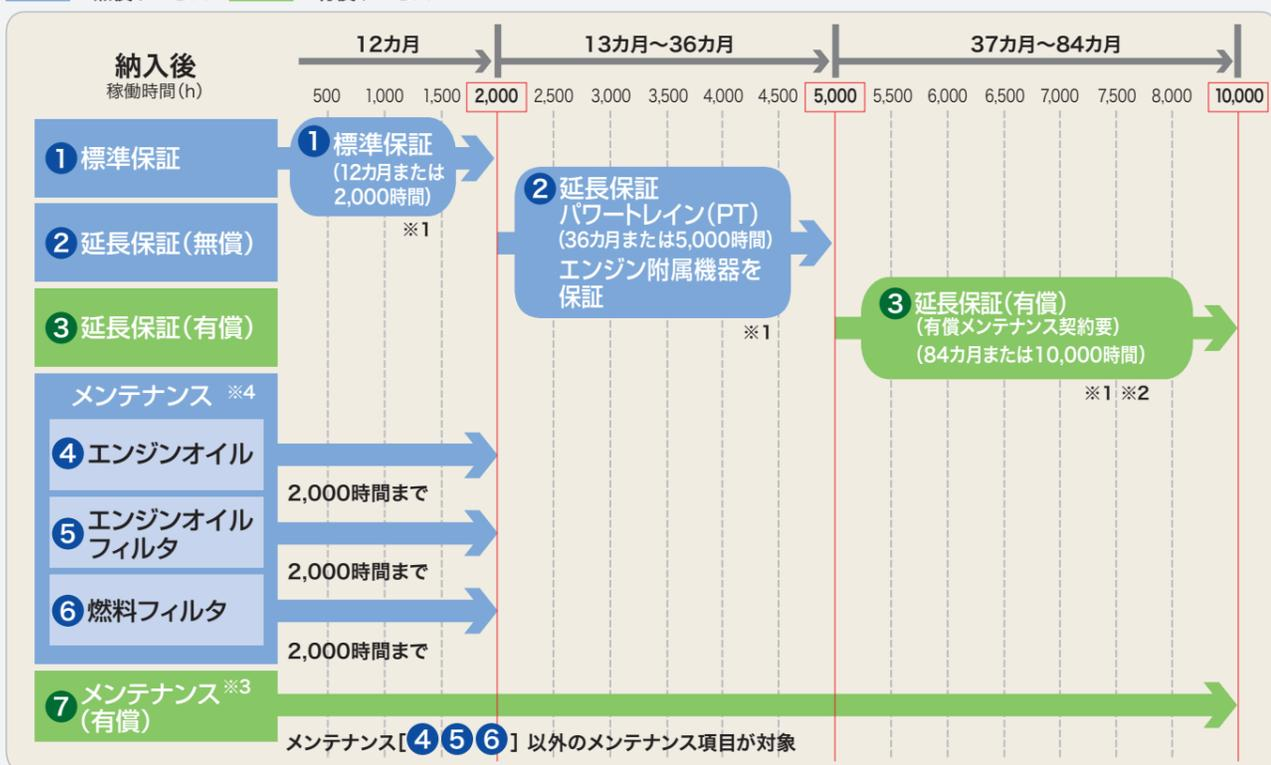 12カ月
13カ月〜36カ月
37カ月〜84カ月
納入後
稼働時間(h)
500 1,000 1,500 2,000 2,500 3,000 3,500 4,000 4,500 5,000 5,500 6,000 6,500 7,000 7,500 8,000 10,000
1 標準保証
1 標準保証
(12カ月または
2,000時間)
※1
2 延長保証(無償)
2 延長保証
パワートレイン(PT)
(36カ月または5,000時間)
エンジン附属機器を
保証
※1
3 延長保証(有償)
3 延長保証(有償)
(有償メンテナンス契約要)
(84カ月または10,000時間)
※1 ※2
メンテナンス ※4
4 エンジンオイル
2,000時間まで
5 エンジンオイル
フィルタ
2,000時間まで
6 燃料フィルタ
2,000時間まで
7 メンテナンス※3
(有償)
メンテナンス[4 5 6] 以外のメンテナンス項目が対象